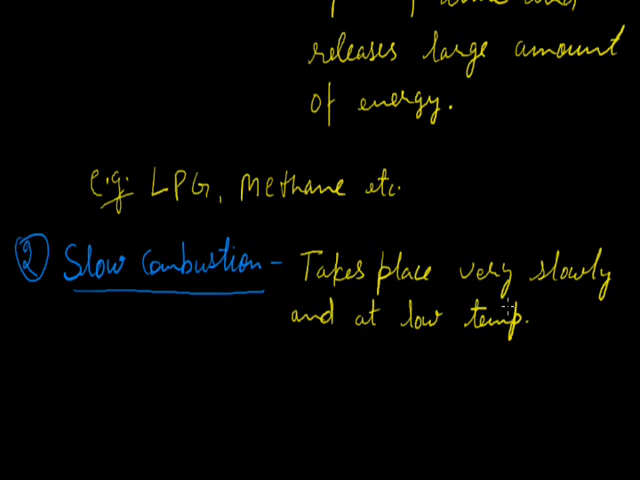 releases large amount
of energy.
e.g. LPG, Methane etc.
② Slow Combustion - Takes place very slowly
and at low temp.